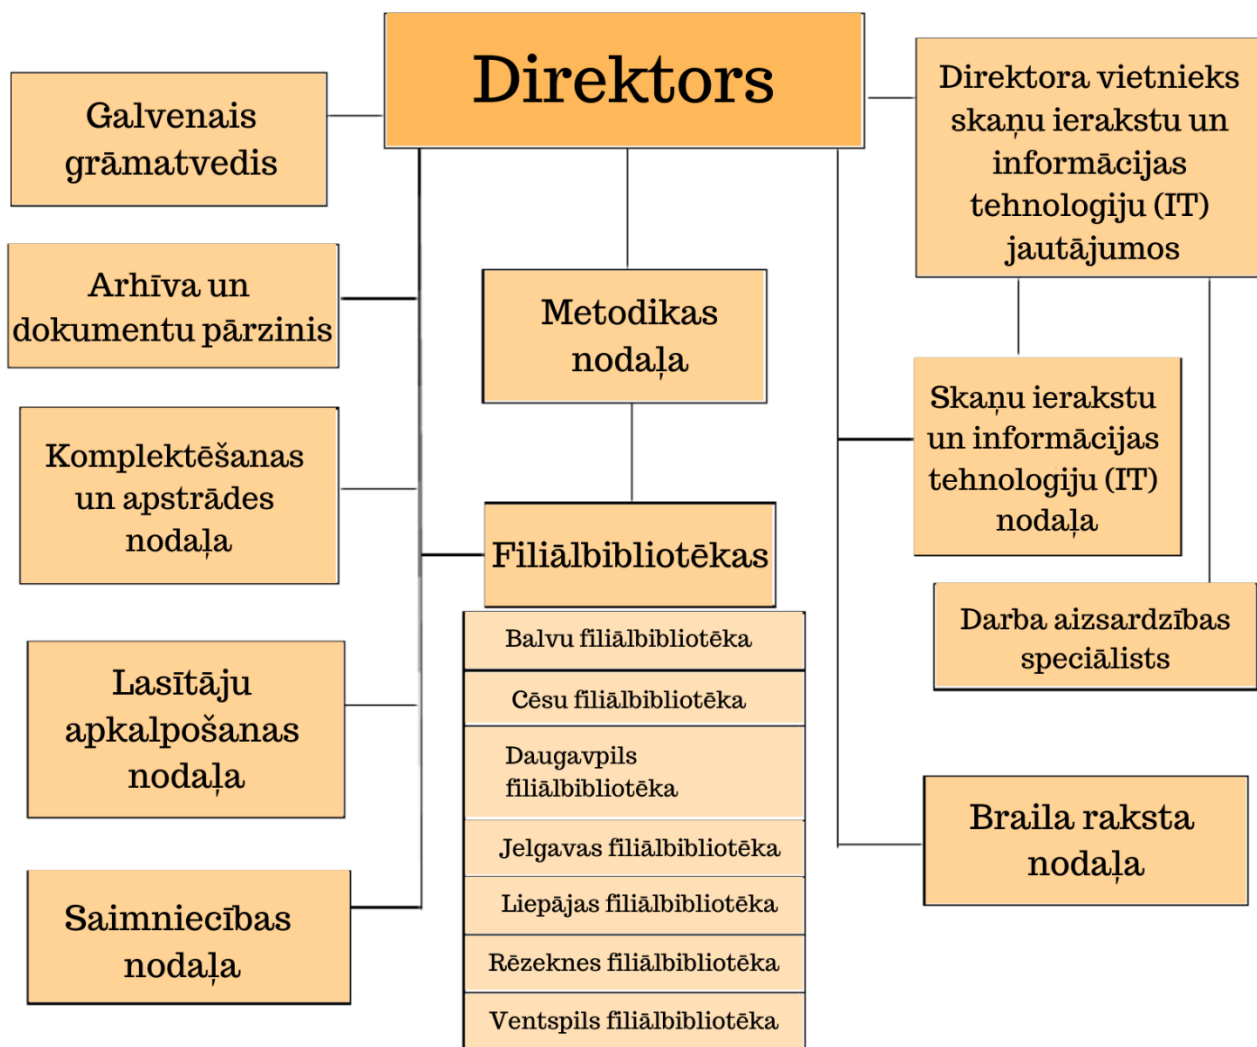 Direktors
Galvenais
grāmatvedis
Arhīva un
dokumentu pārzinis
Komplektēšanas
un apstrādes
nodaļa
Lasītāju
apkalpošanas
nodaļa
Saimniecības
nodaļa
Metodikas
nodaļa
Filiālbibliotēkas
Balvu filiālbibliotēka
Cēsu filiālbibliotēka
Daugavpils
filiālbibliotēka
Jelgavas filiālbibliotēka
Liepājas filiālbibliotēka
Rēzeknes filiālbibliotēka
Ventspils filiālbibliotēka
Direktora vietnieks
skaņu ierakstu un
informācijas
tehnologiju (IT)
jautājumos
Skaņu ierakstu
un informācijas
tehnologiju (IT)
nodaļa
Darba aizsardzības
speciālists
Braila raksta
nodaļa